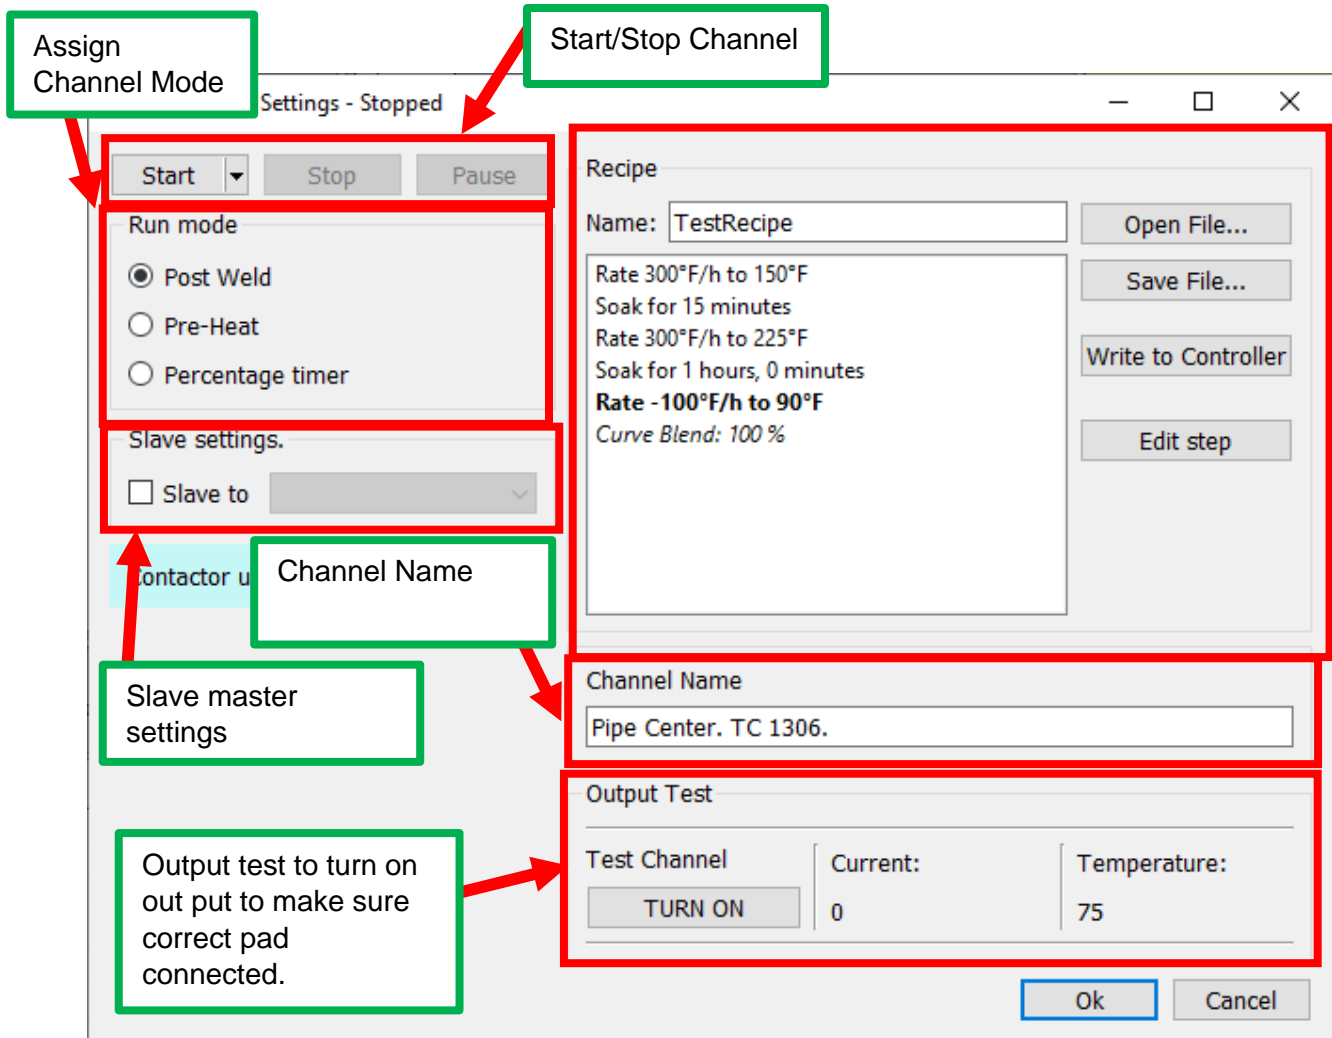 Assign
Channel Mode
Start/Stop Channel
Settings - Stopped
Start
Stop
Pause
Run mode
Post Weld
Pre-Heat
Percentage timer
Slave settings.
Slave to
Contactor u
Channel Name
Slave master
settings
Output test to turn on
out put to make sure
correct pad
connected.
Recipe
Name: TestRecipe
Open File...
Save File...
Write to Controller
Edit step
Rate 300°F/h to 150°F
Soak for 15 minutes
Rate 300°F/h to 225°F
Soak for 1 hours, 0 minutes
Rate -100°F/h to 90°F
Curve Blend: 100 %
Channel Name
Pipe Center. TC 1306.
Output Test
Test Channel
TURN ON
Current:
0
Temperature:
75
Ok
Cancel